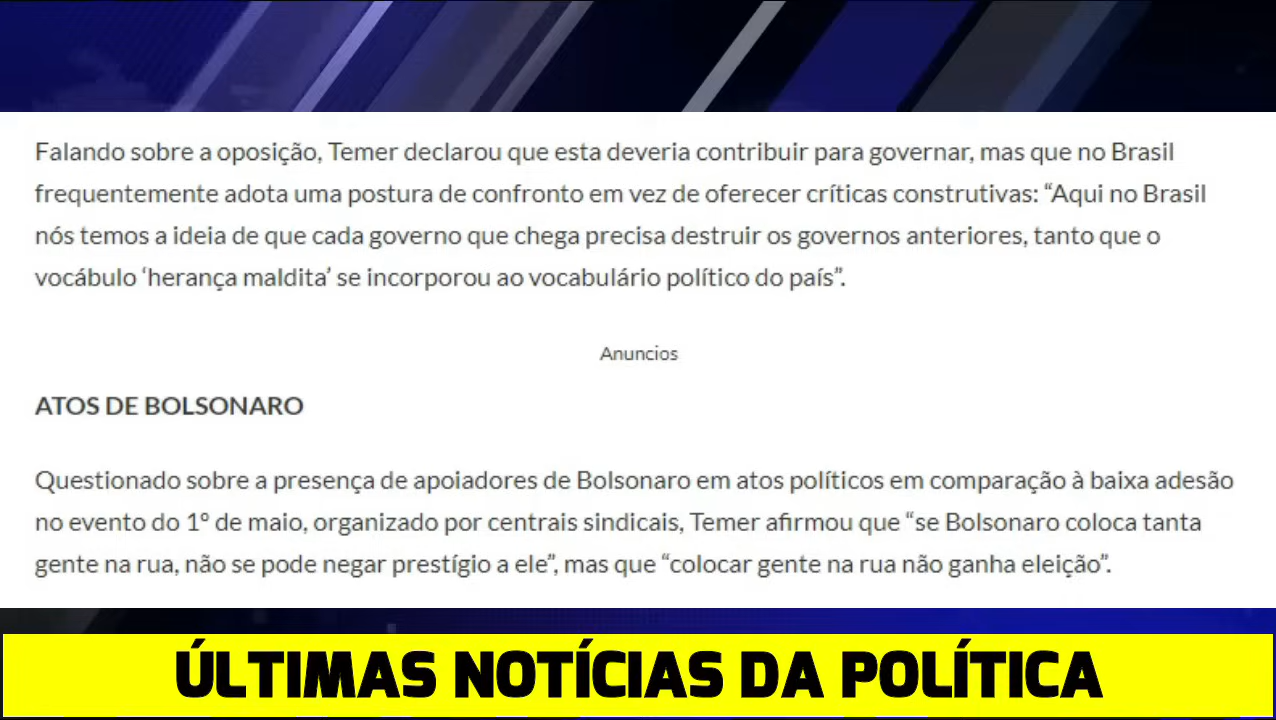 Falando sobre a oposição, Temer declarou que esta deveria contribuir para governar, mas que no Brasil
frequentemente adota uma postura de confronto em vez de oferecer críticas construtivas: “Aqui no Brasil
nós temos a ideia de que cada governo que chega precisa destruir os governos anteriores, tanto que o
vocábulo ‘herança maldita’ se incorporou ao vocabulário político do país”.
Anuncios
ATOS DE BOLSONARO
Questionado sobre a presença de apoiadores de Bolsonaro em atos políticos em comparação à baixa adesão
no evento do 1º de maio, organizado por centrais sindicais, Temer afirmou que “se Bolsonaro coloca tanta
gente na rua, não se pode negar prestígio a ele”, mas que “colocar gente na rua não ganha eleição”.
ÚLTIMAS NOTÍCIAS DA POLÍTICA